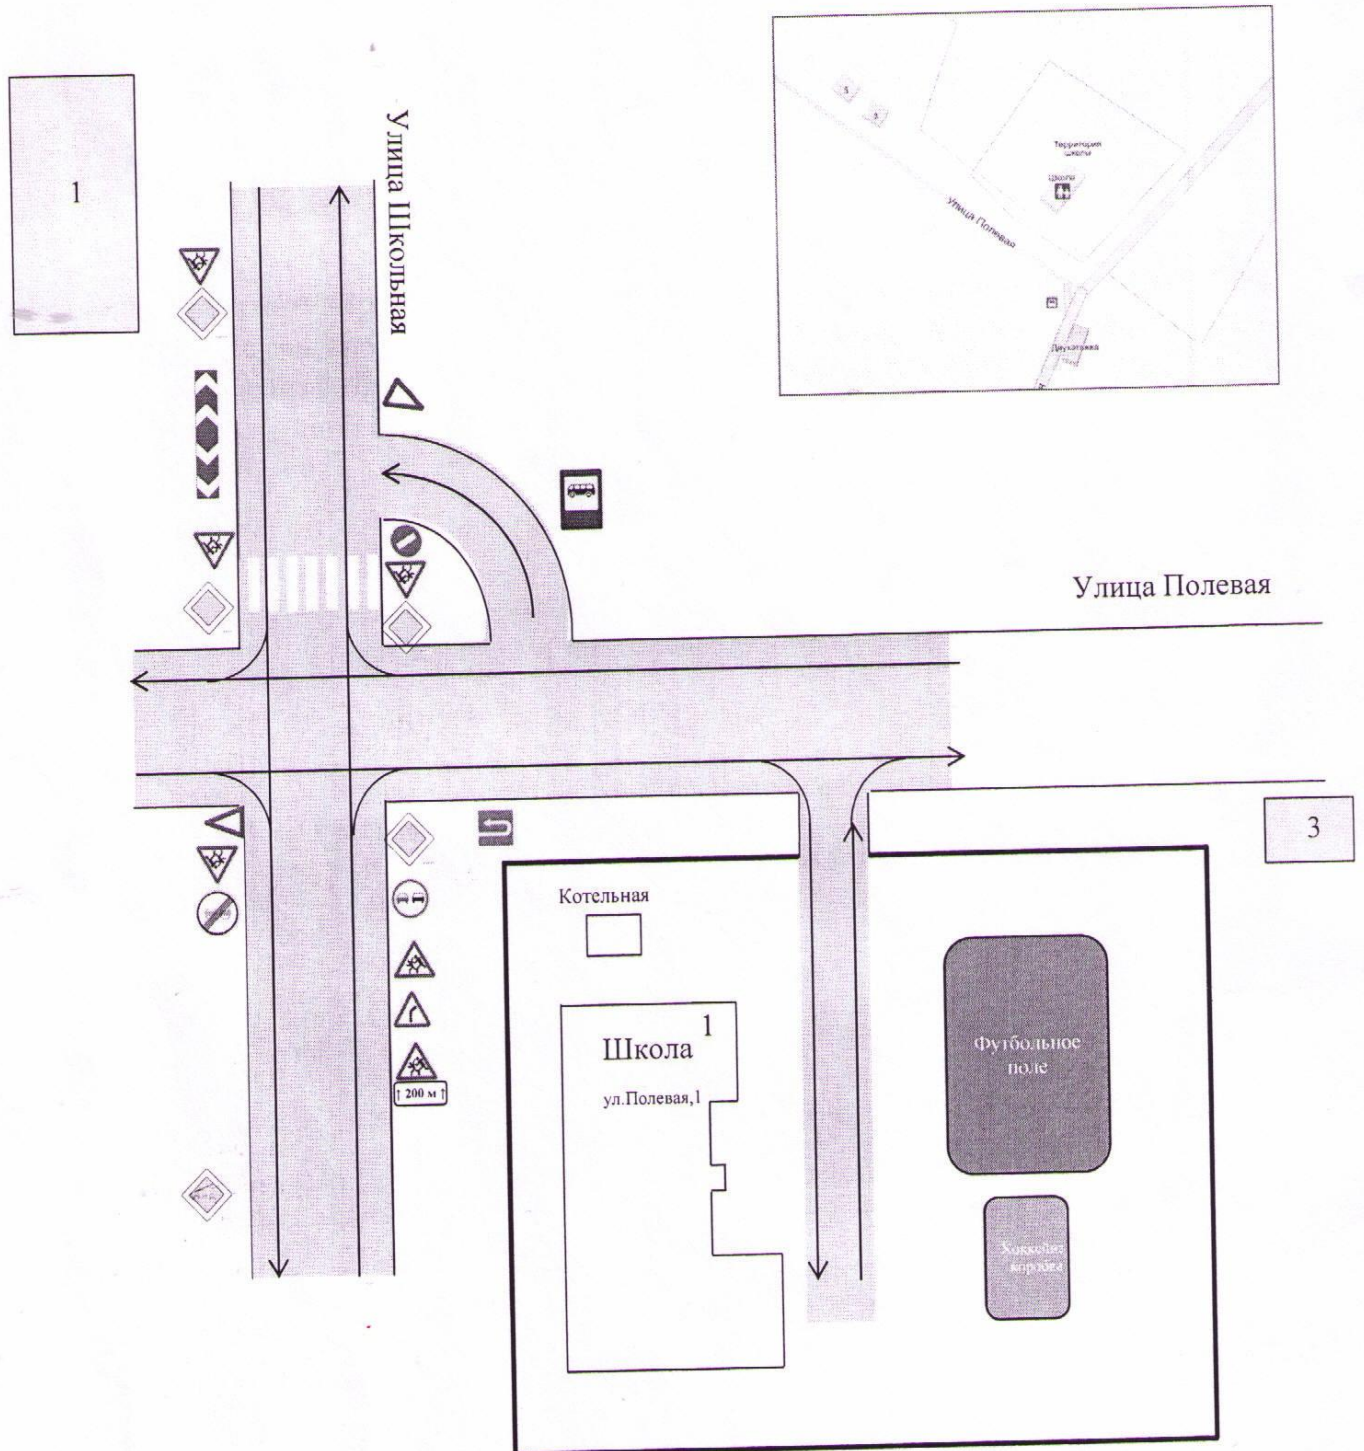 1
Улица Школьная
Территория
школы
Школа
Улица Полевая
Двухэтажка
Улица Полевая
3
Котельная
1
Школа
ул.Полевая,1
Футбольное
поле
↑ 200 м ↑